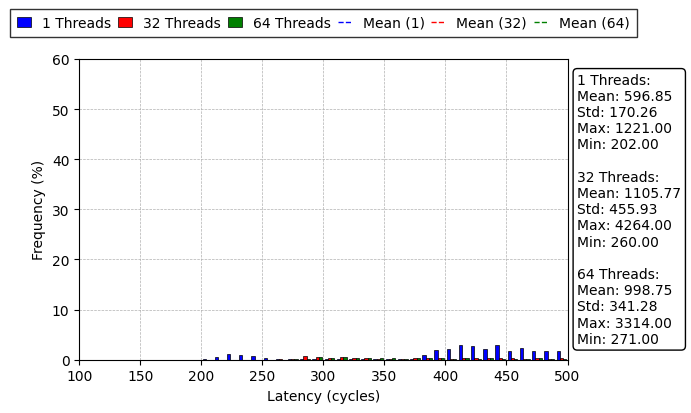 1 Threads 32 Threads 64 Threads Mean (1) Mean (32) Mean (64)
60
50
40
30
20
10
0
Frequency (%)
100 150 200 250 300 350 400 450 500
Latency (cycles)
1 Threads:
Mean: 596.85
Std: 170.26
Max: 1221.00
Min: 202.00
32 Threads:
Mean: 1105.77
Std: 455.93
Max: 4264.00
Min: 260.00
64 Threads:
Mean: 998.75
Std: 341.28
Max: 3314.00
Min: 271.00